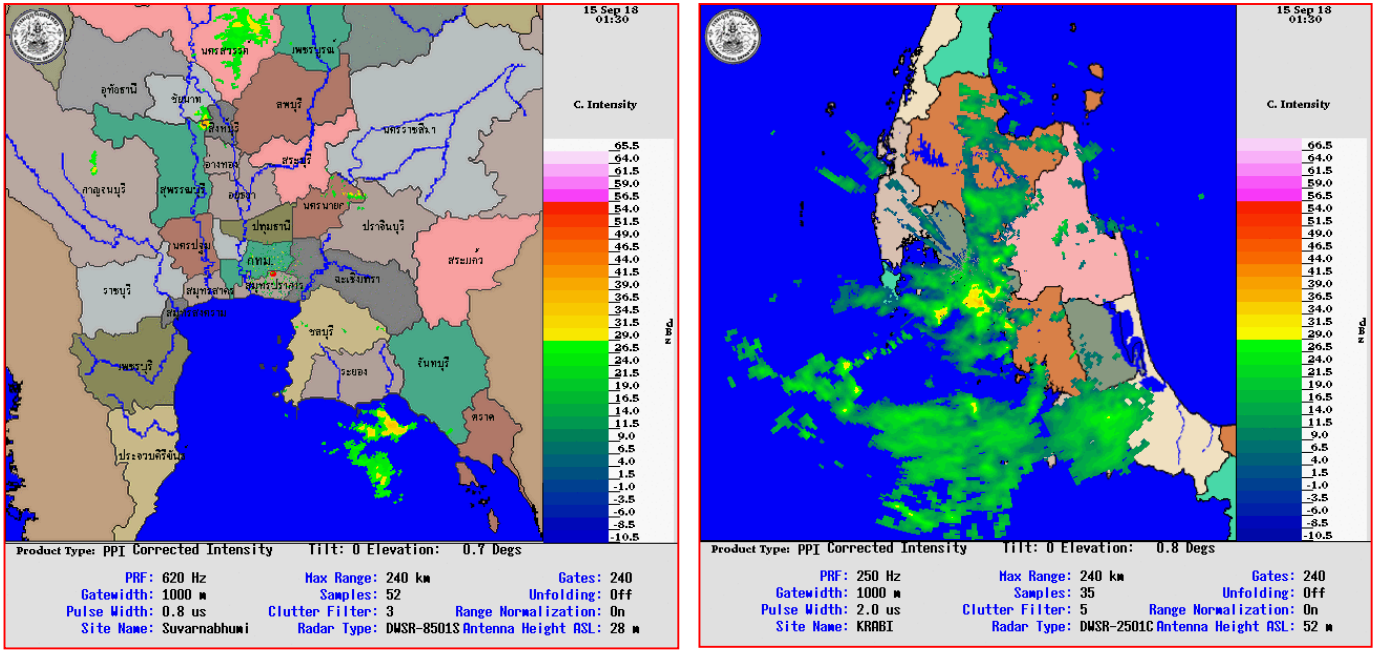 15 Sep 18
01:30
C. Intensity
นครสวรรค์
เพชรบูรณ์
อุทัยธานี
ชัยนาท
ลพบุรี
สิงหบุรี
นครราชสีมา
อ่างทอง
สระบุรี
กาญจนบุรี
สุพรรณบุรี
อยุธยา
นครนายก
ปทุมธานี
ปราจีนบุรี
นครปฐม
กทม.
สระแก้ว
ฉะเชิงเทรา
ราชบุรี
สมุทรสาคร
สมุทรปราการ
สมุทรสงคราม
ชลบุรี
เพชรบุรี
ระยอง
จันทบุรี
ตราด
ประจวบคีรีขันธ์
65.5
64.0
61.5
59.0
56.5
54.0
51.5
49.0
46.5
44.0
41.5
39.0
36.5
34.0
31.5
29.0
26.5
24.0
21.5
19.0
16.5
14.0
11.5
9.0
6.5
4.0
1.5
-1.0
-3.5
-6.0
-8.5
-10.5
Product Type: PPI Corrected Intensity Tilt: 0 Elevation: 0.7 Degs
PRF: 620 Hz Max Range: 240 km Gates: 240
Gatewidth: 1000 m Samples: 52 Unfolding: Off
Pulse Width: 0.8 us Clutter Filter: 3 Range Normalization: On
Site Name: Suvarnabhumi Radar Type: DWSR-8501S Antenna Height ASL: 28 m
15 Sep 18
01:30
C. Intensity
66.5
64.0
61.5
59.0
56.5
54.0
51.5
49.0
46.5
44.0
41.5
39.0
36.5
34.0
31.5
29.0
26.5
24.0
21.5
19.0
16.5
14.0
11.5
9.0
6.5
4.0
1.5
-1.0
-3.5
-6.0
-8.5
-10.5
Product Type: PPI Corrected Intensity Tilt: 0 Elevation: 0.8 Degs
PRF: 250 Hz Max Range: 240 km Gates: 240
Gatewidth: 1000 m Samples: 35 Unfolding: Off
Pulse Width: 2.0 us Clutter Filter: 5 Range Normalization: On
Site Name: KRABI Radar Type: DWSR-2501C Antenna Height ASL: 52 m